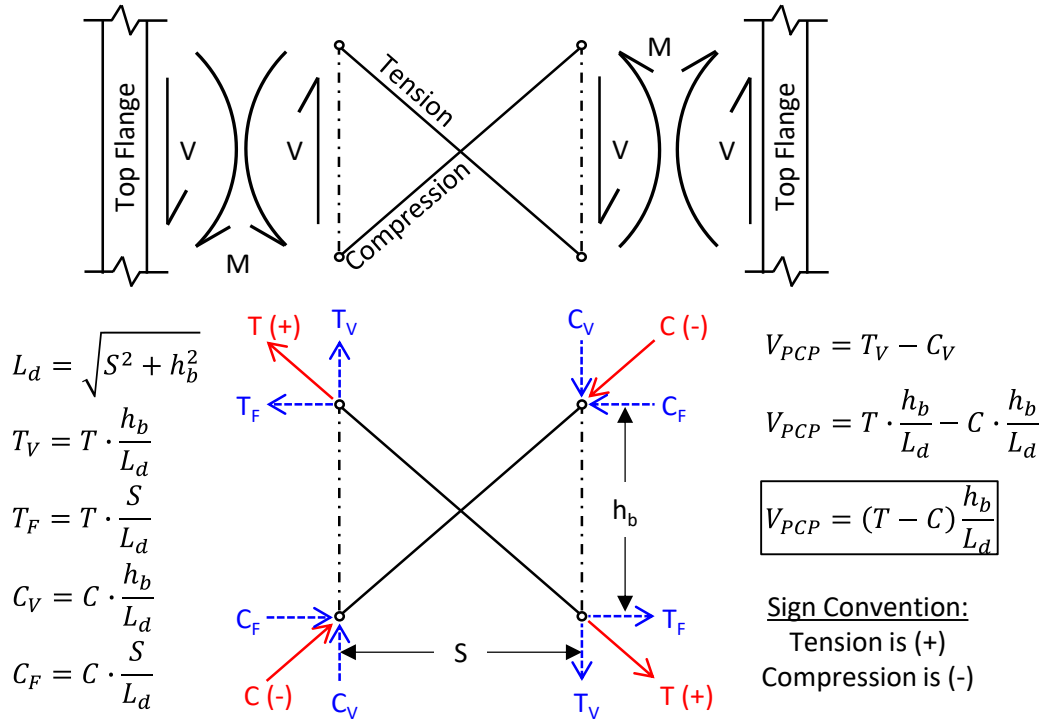 Top Flange
V
M
V
Tension
Compression
M
V
V
Top Flange
L_d = √(S² + h_b²)
T_V = T · h_b/L_d
T_F = T · S/L_d
C_V = C · h_b/L_d
C_F = C · S/L_d
T (+)
T_V
C_V
C (-)
T_F
C_F
h_b
C_F
T_F
S
C (-)
C_V
T_V
T (+)
V_PCP = T_V − C_V
V_PCP = T · h_b/L_d − C · h_b/L_d
V_PCP = (T − C) h_b/L_d
Sign Convention:
Tension is (+)
Compression is (-)